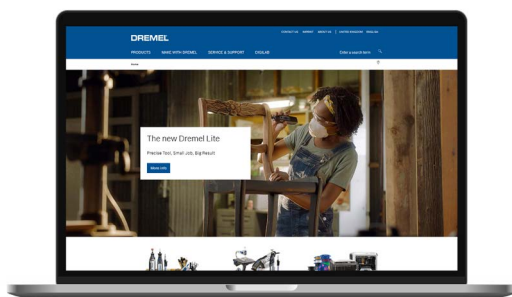 DREMEL
CONTACT US IMPRINT ABOUT US UNITED KINGDOM ENGLISH
PRODUCTS MAKE WITH DREMEL SERVICE & SUPPORT DIGILAB Enter a search term
Home
The new Dremel Lite
Precise Tool, Small Job, Big Result